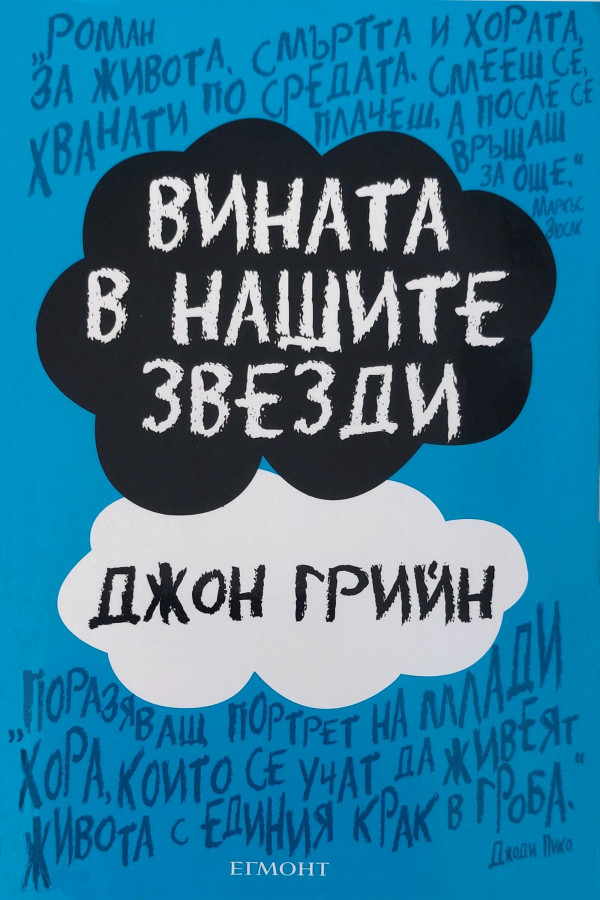 „Роман
за живота, смъртта и хората,
хванати по средата. Смееш се,
плачеш, а после се
връщаш
за още.“
Маркъс
Зюсак
ВИНАТА
В НАШИТЕ
ЗВЕЗДИ
ДЖОН ГРИЙН
„Поразяващ портрет на млади
хора, които се учат да живеят
живота с единия крак в гроба.“
Джоди Пико
ЕГМОНТ